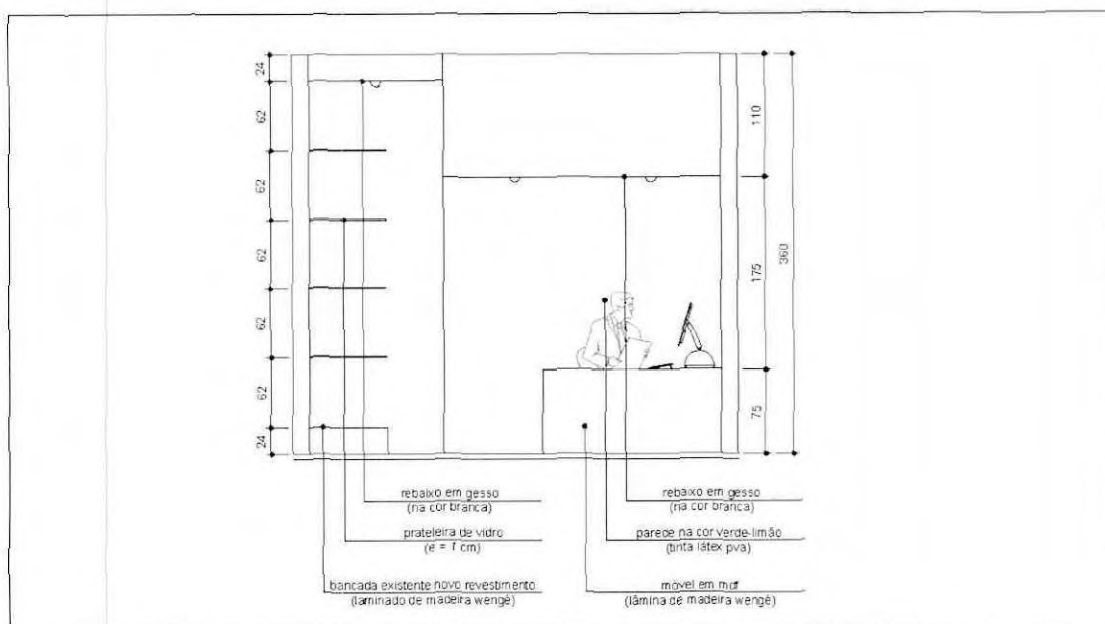 24
62
62
62
62
62
24
110
175
75
360
rebaixo em gesso
(na cor branca)
prateleira de vidro
(e = 1 cm)
bancada existente novo revestimento
(laminado de madeira wengê)
rebaixo em gesso
(na cor branca)
parede na cor verde-limão
(tinta látex pva)
móvel em mdf
(lâmina de madeira wengê)